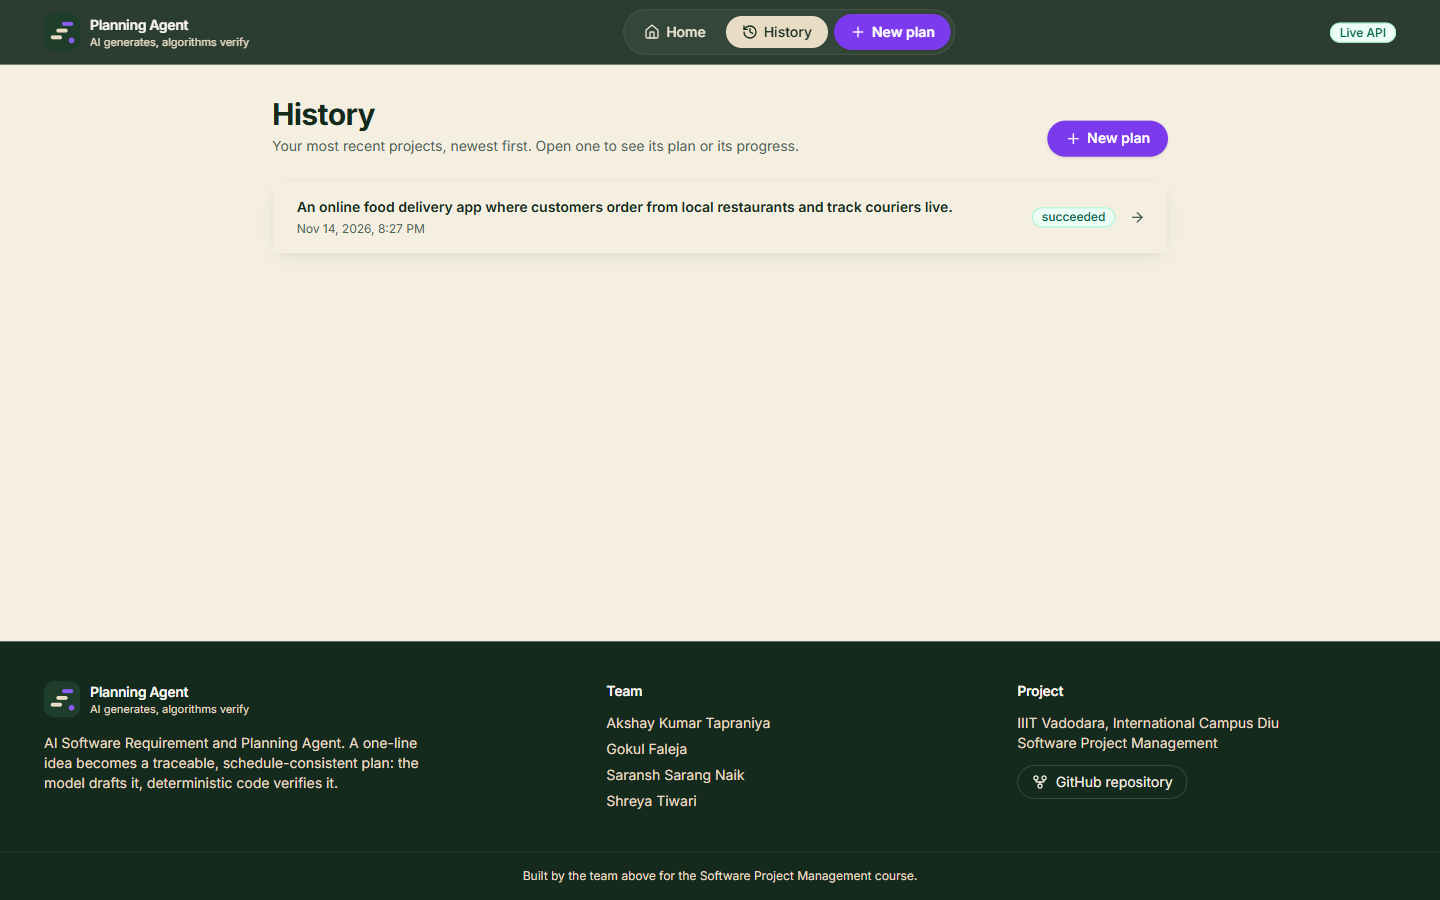 Planning Agent
AI generates, algorithms verify
Home
History
New plan
Live API
History
Your most recent projects, newest first. Open one to see its plan or its progress.
New plan
An online food delivery app where customers order from local restaurants and track couriers live.
Nov 14, 2026, 8:27 PM
succeeded
Planning Agent
AI generates, algorithms verify
AI Software Requirement and Planning Agent. A one-line
idea becomes a traceable, schedule-consistent plan: the
model drafts it, deterministic code verifies it.
Team
Akshay Kumar Tapraniya
Gokul Faleja
Saransh Sarang Naik
Shreya Tiwari
Project
IIIT Vadodara, International Campus Diu
Software Project Management
GitHub repository
Built by the team above for the Software Project Management course.